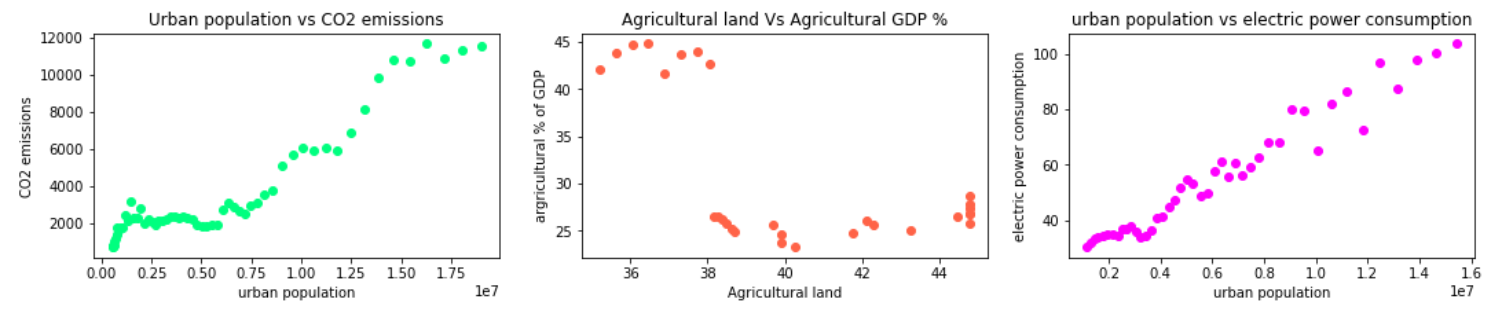 Urban population vs CO2 emissions
12000
10000
8000
6000
4000
2000
CO2 emissions
0.00 0.25 0.50 0.75 1.00 1.25 1.50 1.75
urban population
1e7
Agricultural land Vs Agricultural GDP %
45
40
35
30
25
argricultural % of GDP
36 38 40 42 44
Agricultural land
urban population vs electric power consumption
100
80
60
40
electric power consumption
0.2 0.4 0.6 0.8 1.0 1.2 1.4 1.6
urban population
1e7